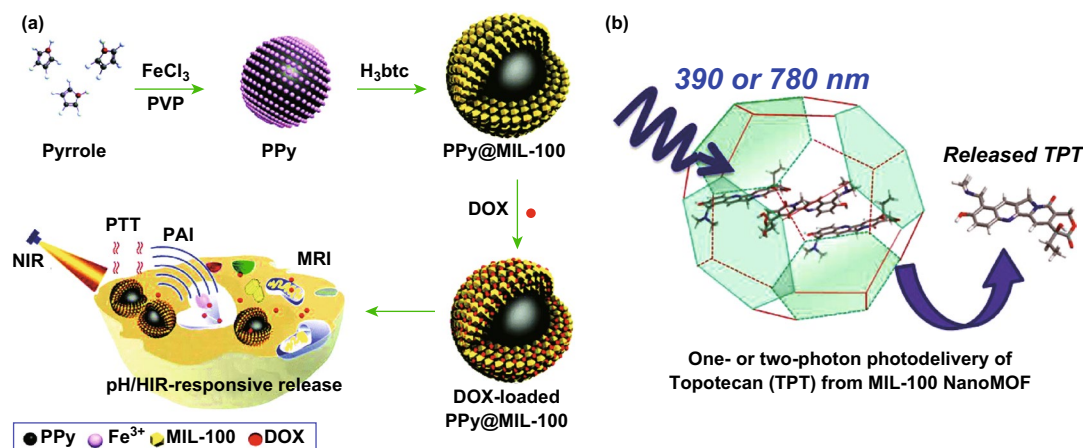 (a)
FeCl3
PVP
H3btc
Pyrrole
PPy
PPy@MIL-100
DOX
NIR
PTT
PAI
MRI
pH/HIR-responsive release
DOX-loaded
PPy@MIL-100
PPy Fe3+ MIL-100 DOX
(b)
390 or 780 nm
Released TPT
One- or two-photon photodelivery of
Topotecan (TPT) from MIL-100 NanoMOF